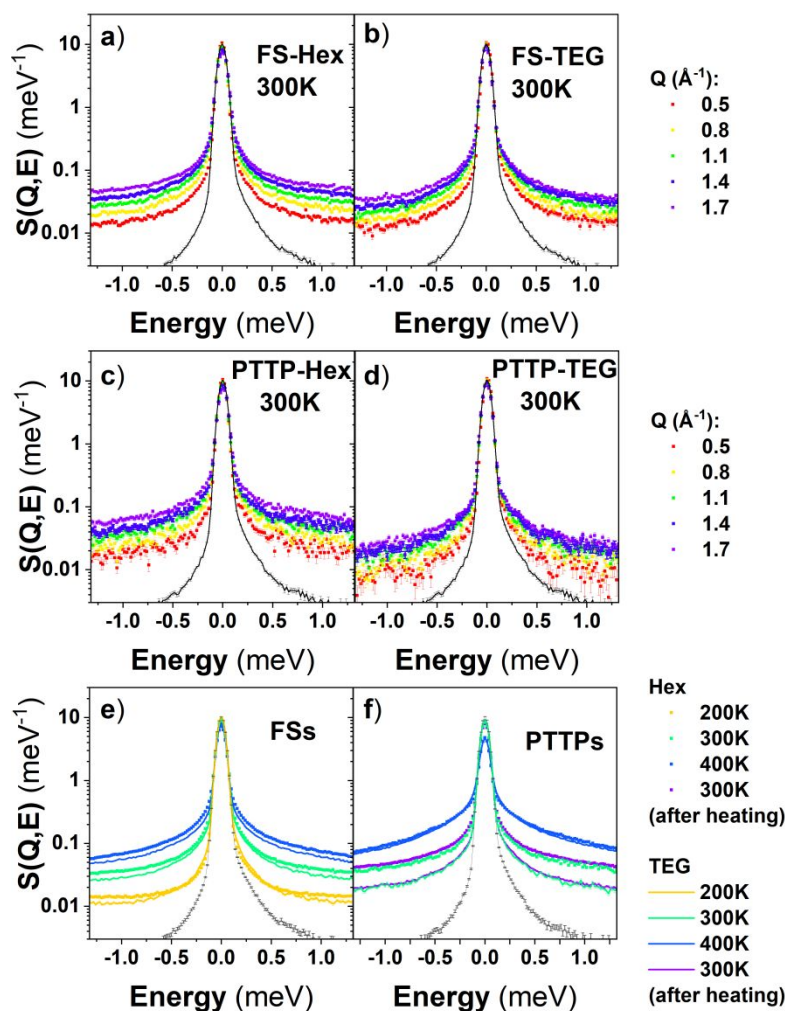 a)
FS-Hex
300K
b)
FS-TEG
300K
S(Q,E) (meV⁻¹)
10
1
0.1
0.01
-1.0 -0.5 0.0 0.5 1.0
-1.0 -0.5 0.0 0.5 1.0
Energy (meV)
Energy (meV)
Q (Å⁻¹):
0.5
0.8
1.1
1.4
1.7
c)
PTTP-Hex
300K
d)
PTTP-TEG
300K
S(Q,E) (meV⁻¹)
10
1
0.1
0.01
-1.0 -0.5 0.0 0.5 1.0
-1.0 -0.5 0.0 0.5 1.0
Energy (meV)
Energy (meV)
Q (Å⁻¹):
0.5
0.8
1.1
1.4
1.7
e)
FSs
f)
PTTPs
S(Q,E) (meV⁻¹)
10
1
0.1
0.01
-1.0 -0.5 0.0 0.5 1.0
-1.0 -0.5 0.0 0.5 1.0
Energy (meV)
Energy (meV)
Hex
200K
300K
400K
300K
(after heating)
TEG
200K
300K
400K
300K
(after heating)